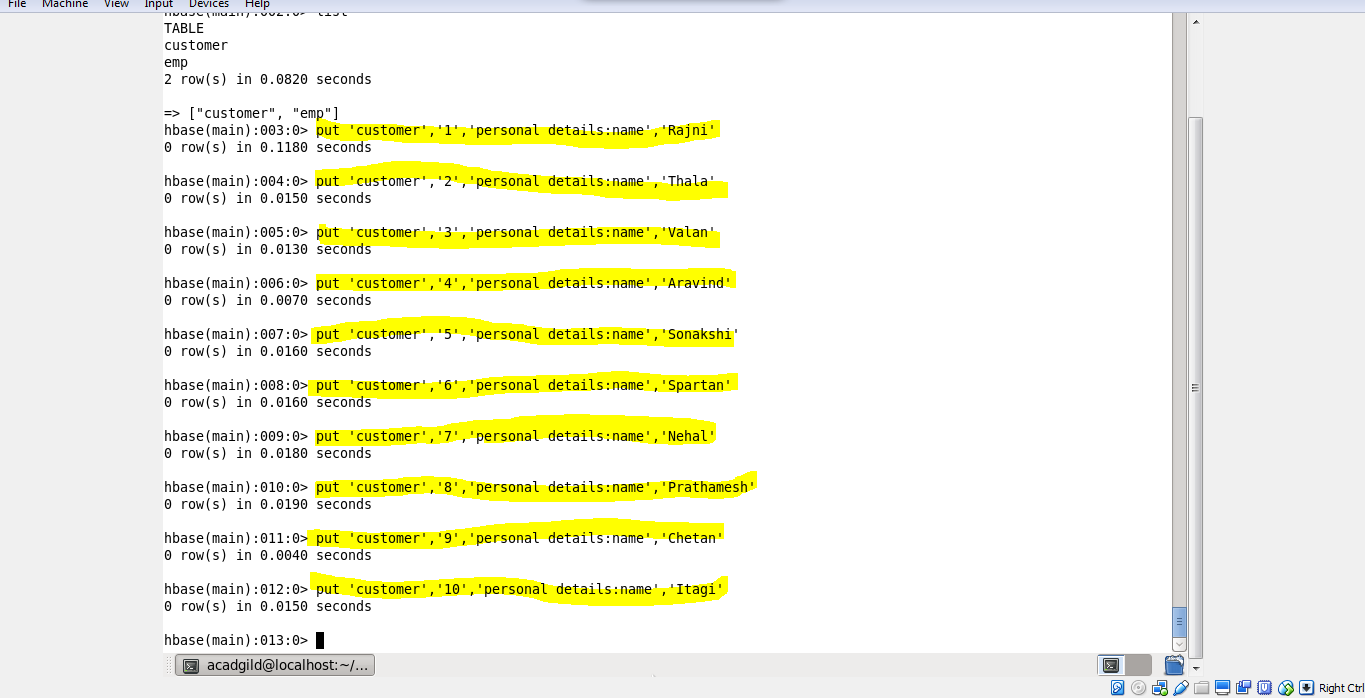 File Machine View Input Devices Help
hbase(main):002:0> list
TABLE
customer
emp
2 row(s) in 0.0820 seconds
=> ["customer", "emp"]
hbase(main):003:0> put 'customer','1','personal details:name','Rajni'
0 row(s) in 0.1180 seconds
hbase(main):004:0> put 'customer','2','personal details:name','Thala'
0 row(s) in 0.0150 seconds
hbase(main):005:0> put 'customer','3','personal details:name','Valan'
0 row(s) in 0.0130 seconds
hbase(main):006:0> put 'customer','4','personal details:name','Aravind'
0 row(s) in 0.0070 seconds
hbase(main):007:0> put 'customer','5','personal details:name','Sonakshi'
0 row(s) in 0.0160 seconds
hbase(main):008:0> put 'customer','6','personal details:name','Spartan'
0 row(s) in 0.0160 seconds
hbase(main):009:0> put 'customer','7','personal details:name','Nehal'
0 row(s) in 0.0180 seconds
hbase(main):010:0> put 'customer','8','personal details:name','Prathamesh'
0 row(s) in 0.0190 seconds
hbase(main):011:0> put 'customer','9','personal details:name','Chetan'
0 row(s) in 0.0040 seconds
hbase(main):012:0> put 'customer','10','personal details:name','Itagi'
0 row(s) in 0.0150 seconds
hbase(main):013:0>
acadgild@localhost:~/...
Right Ctrl